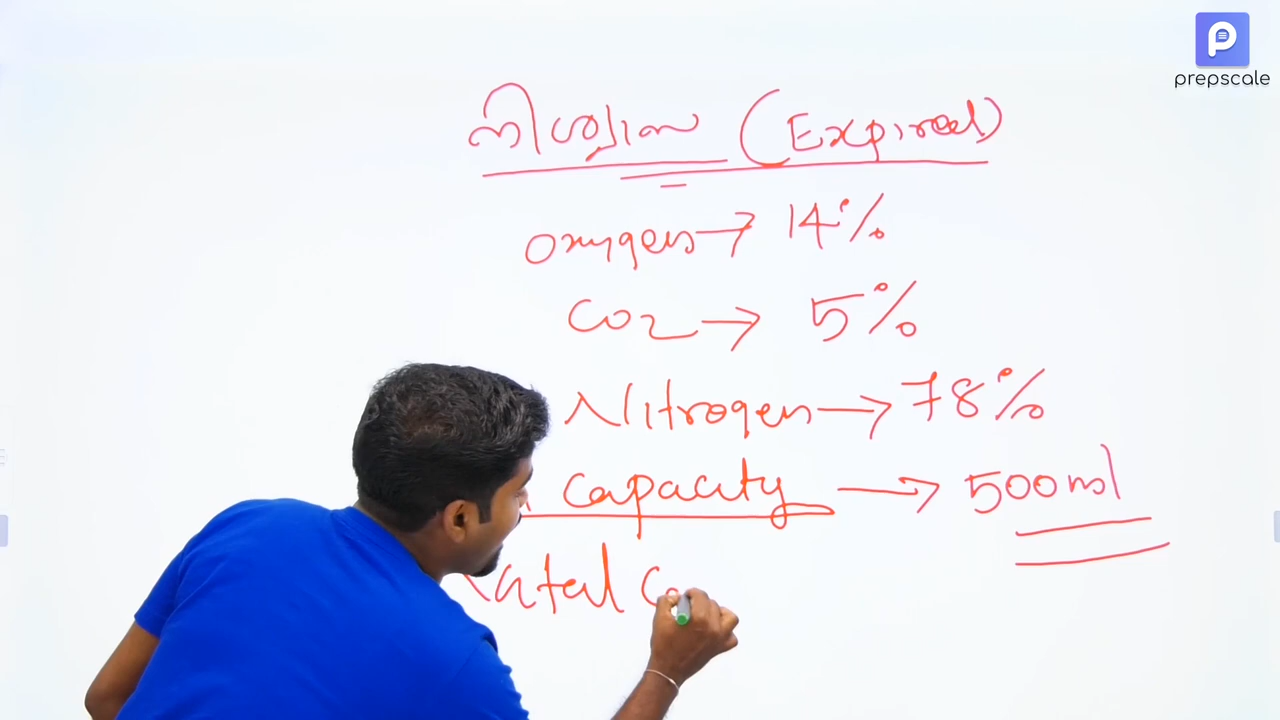 prepscale
നിശ്വാസ (Expired)
Oxygen → 14%
CO2 → 5%
Nitrogen → 78%
capacity → 500ml